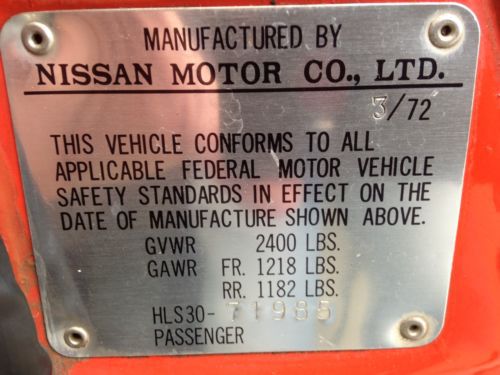 MANUFACTURED BY
NISSAN MOTOR CO., LTD.
3/72
THIS VEHICLE CONFORMS TO ALL
APPLICABLE FEDERAL MOTOR VEHICLE
SAFETY STANDARDS IN EFFECT ON THE
DATE OF MANUFACTURE SHOWN ABOVE.
GVWR 2400 LBS.
GAWR FR. 1218 LBS.
RR. 1182 LBS.
HLS30-71985
PASSENGER